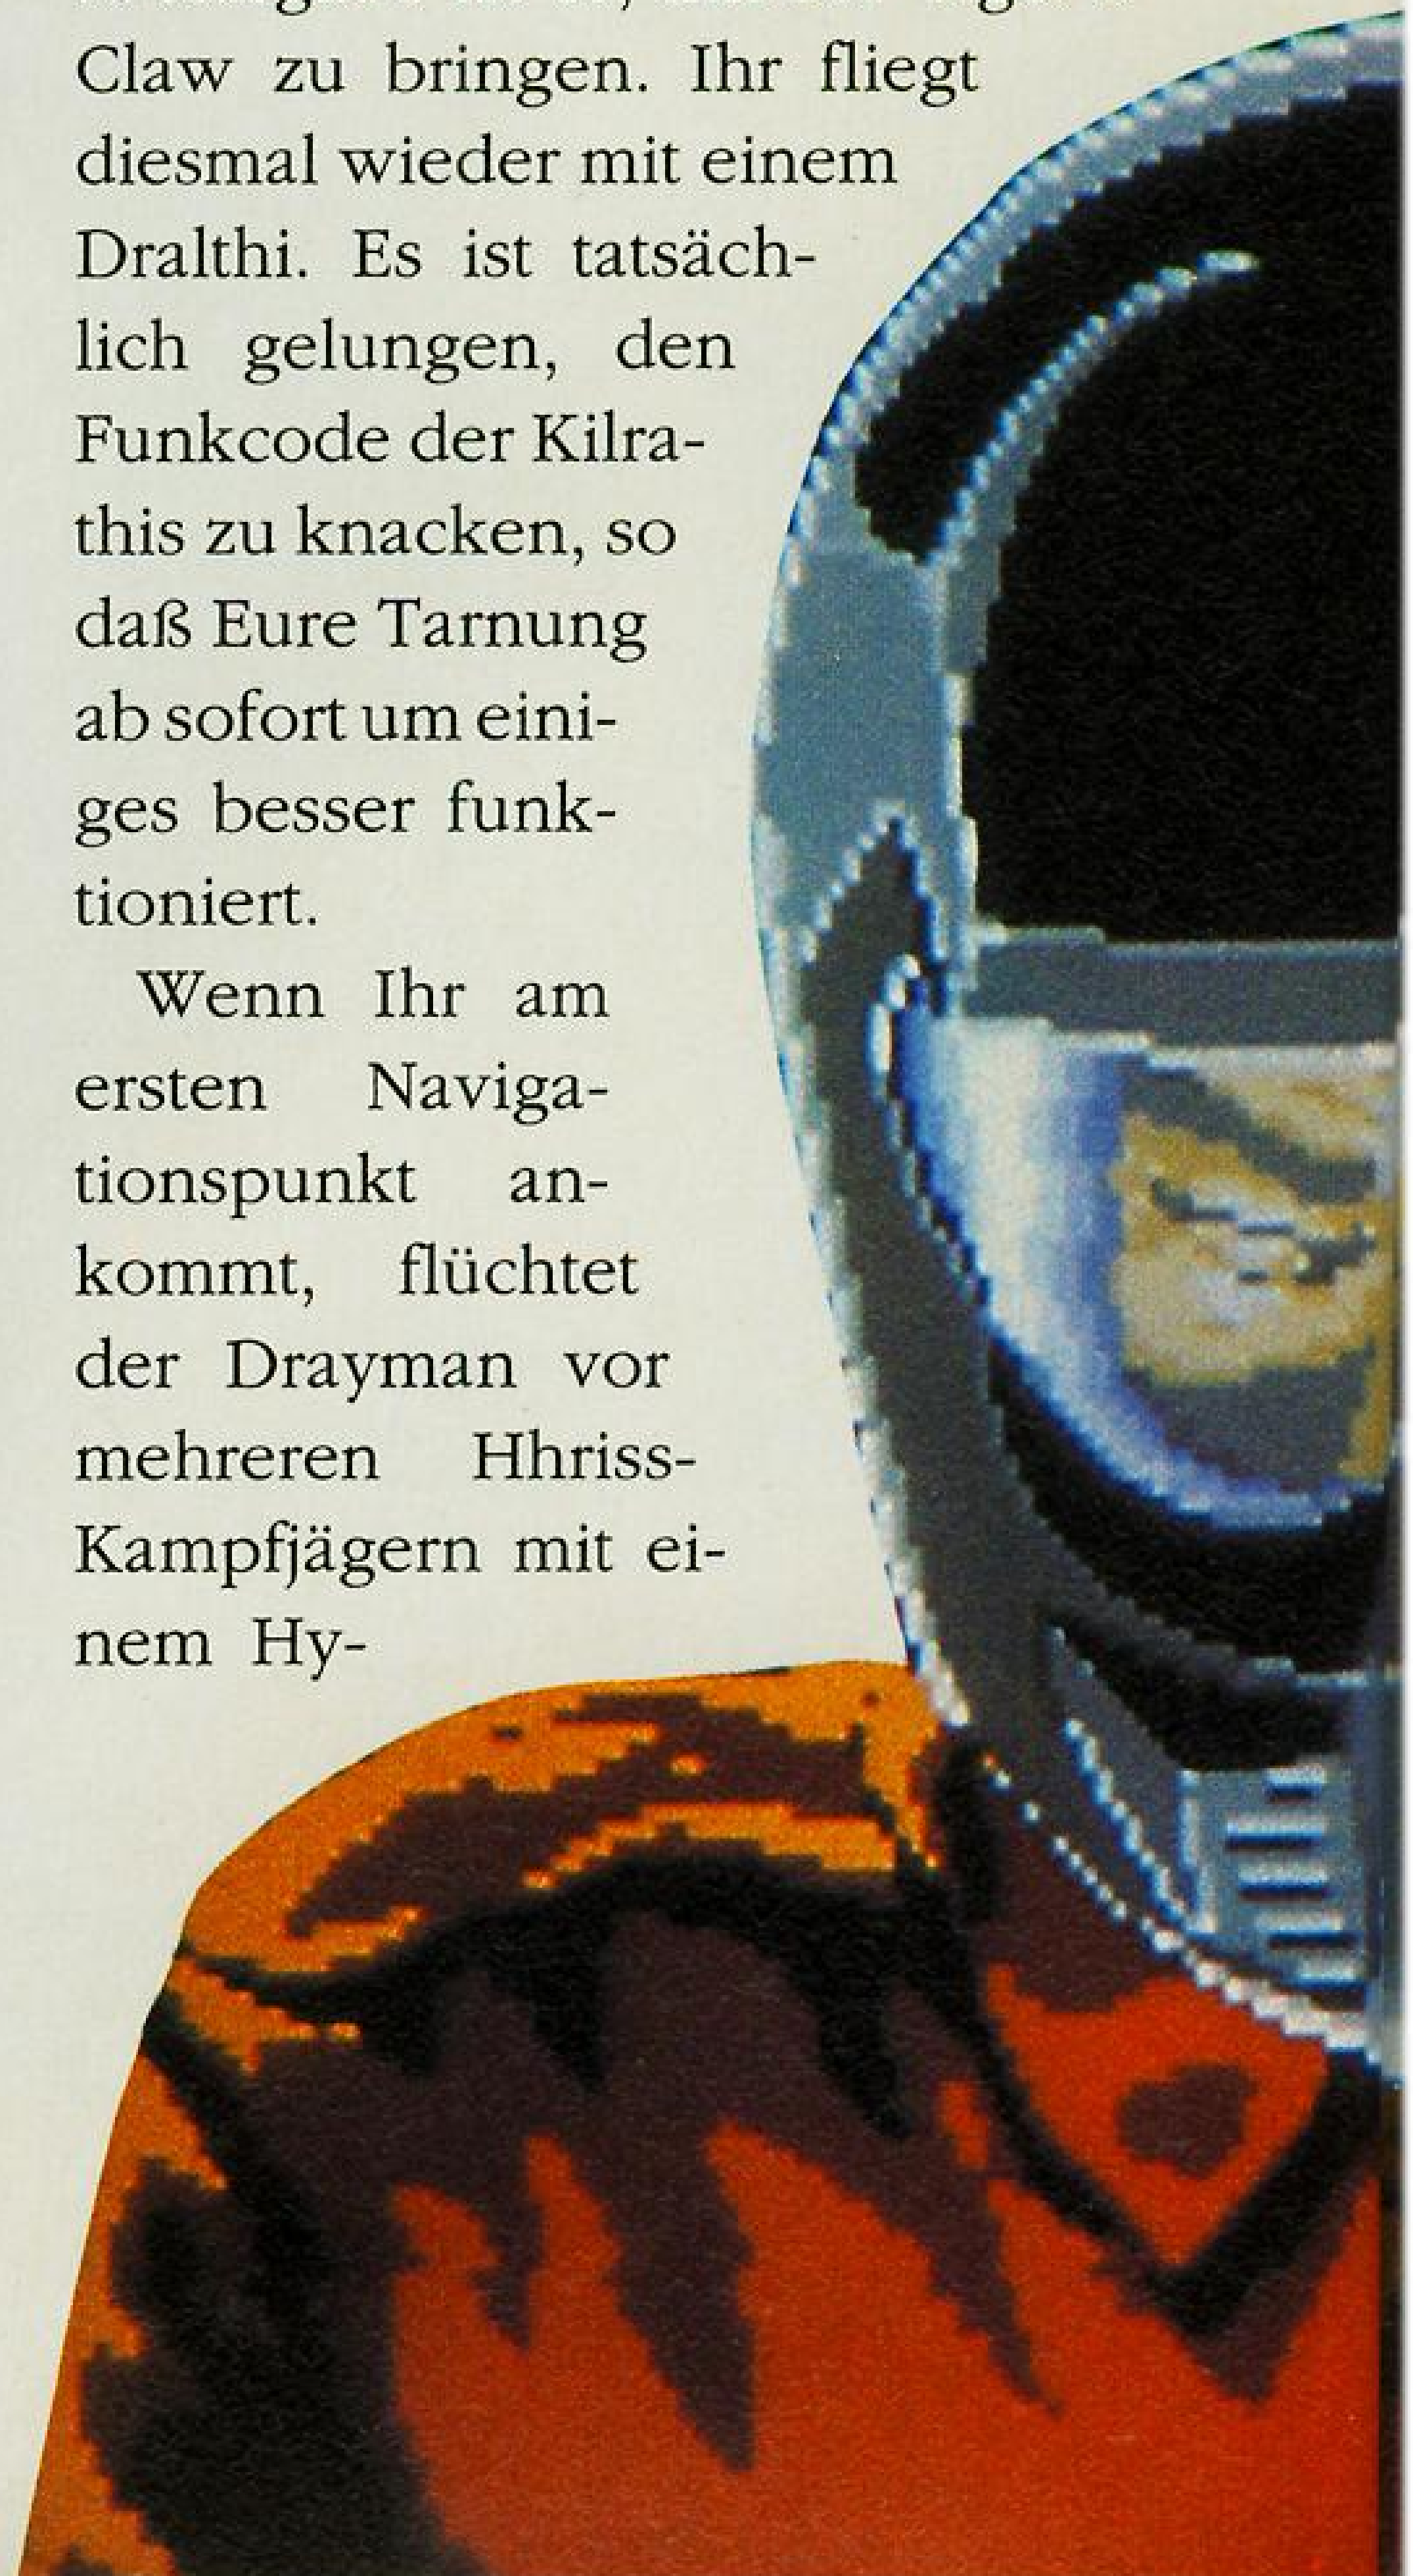 Claw zu bringen. Ihr fliegt
diesmal wieder mit einem
Dralthi. Es ist tatsäch-
lich gelungen, den
Funkcode der Kilra-
this zu knacken, so
daß Eure Tarnung
ab sofort um eini-
ges besser funk-
tioniert.
Wenn Ihr am
ersten Naviga-
tionspunkt an-
kommt, flüchtet
der Drayman vor
mehreren Hhriss-
Kampfjägern mit ei-
nem Hy-